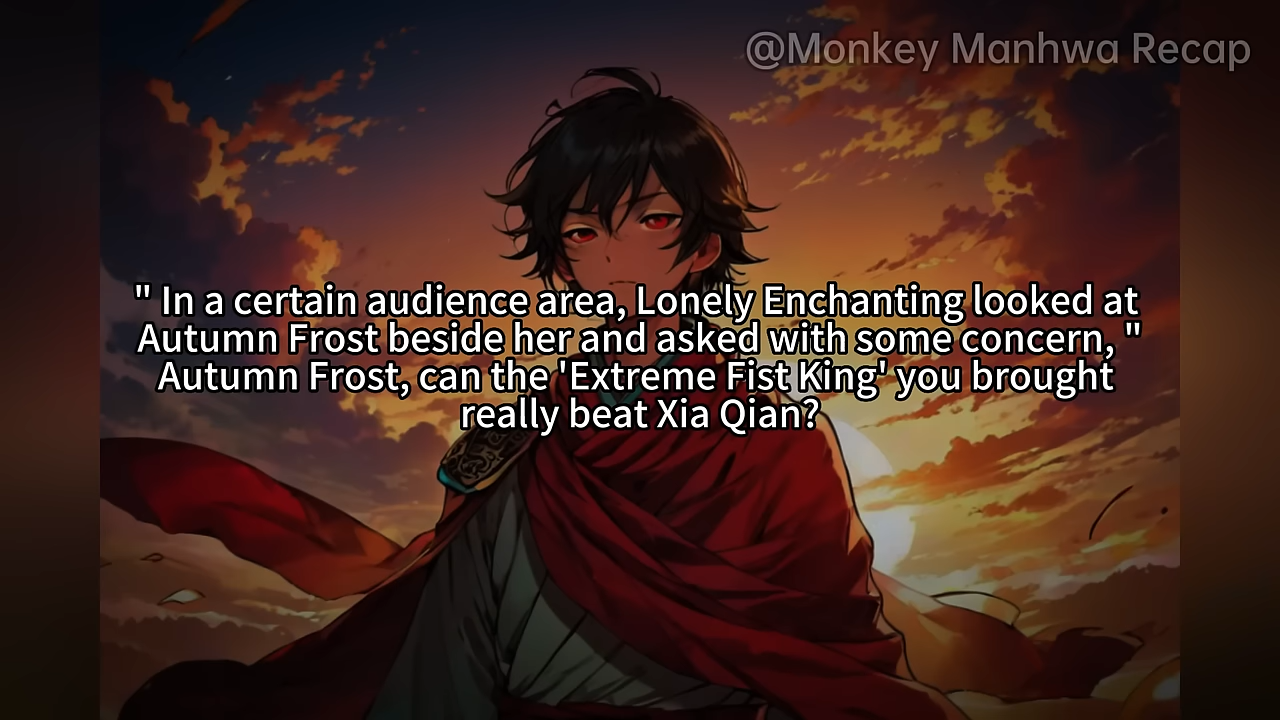 @Monkey Manhwa Recap
" In a certain audience area, Lonely Enchanting looked at
Autumn Frost beside her and asked with some concern, "
Autumn Frost, can the 'Extreme Fist King' you brought
really beat Xia Qian?